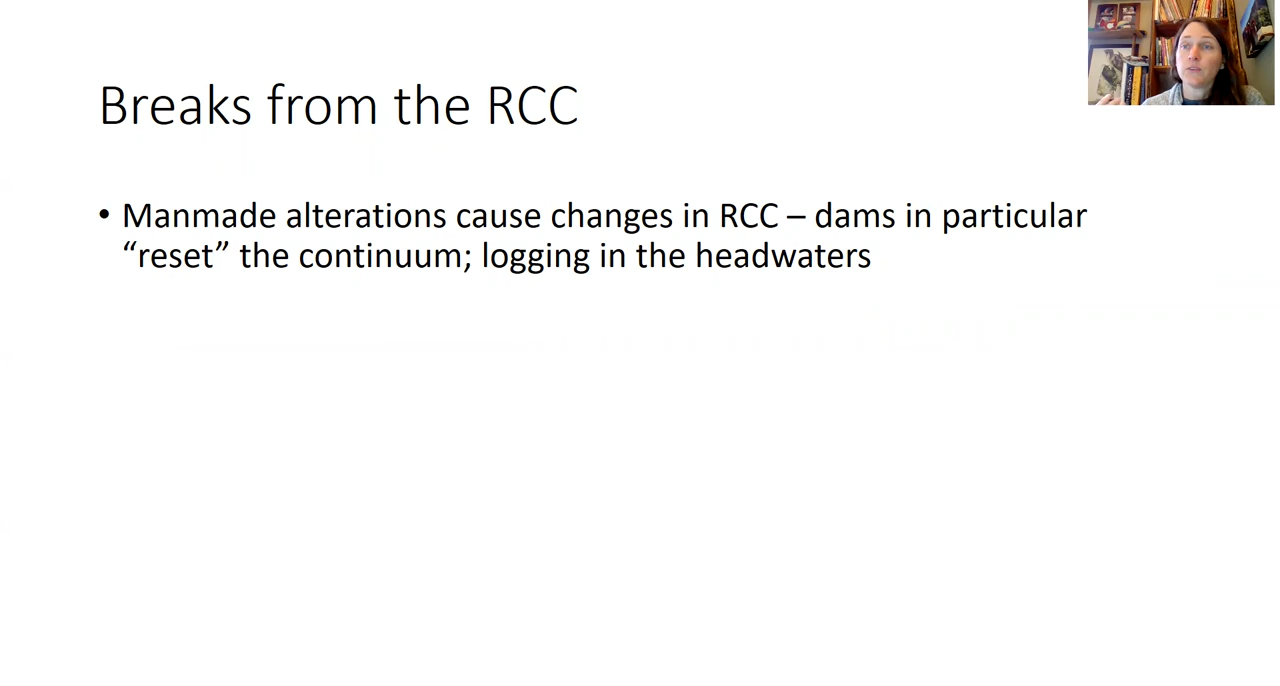 Breaks from the RCC
• Manmade alterations cause changes in RCC – dams in particular
“reset” the continuum; logging in the headwaters